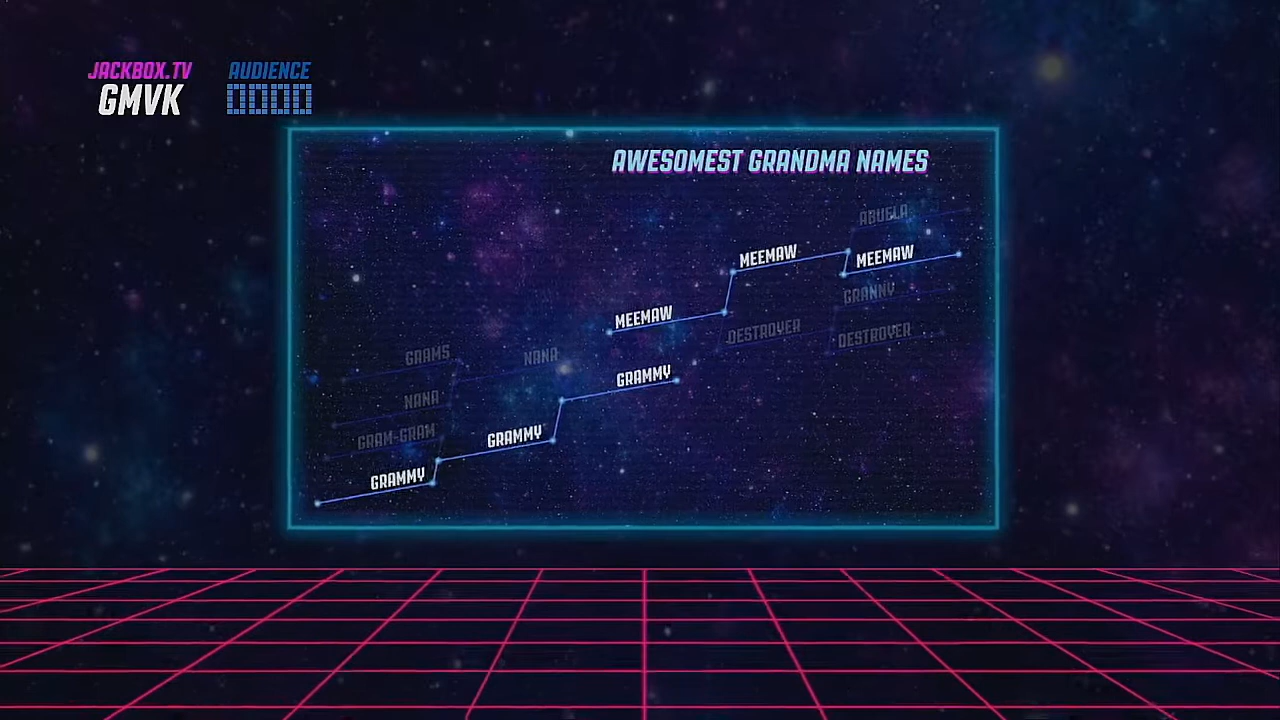 JACKBOX.TV
GMVK
AUDIENCE
0000
AWESOMEST GRANDMA NAMES
ABUELA
MEEMAW
MEEMAW
GRANNY
MEEMAW
DESTROYER
DESTROYER
GRAMS
NANA
GRAMMY
NANA
GRAM-GRAM
GRAMMY
GRAMMY